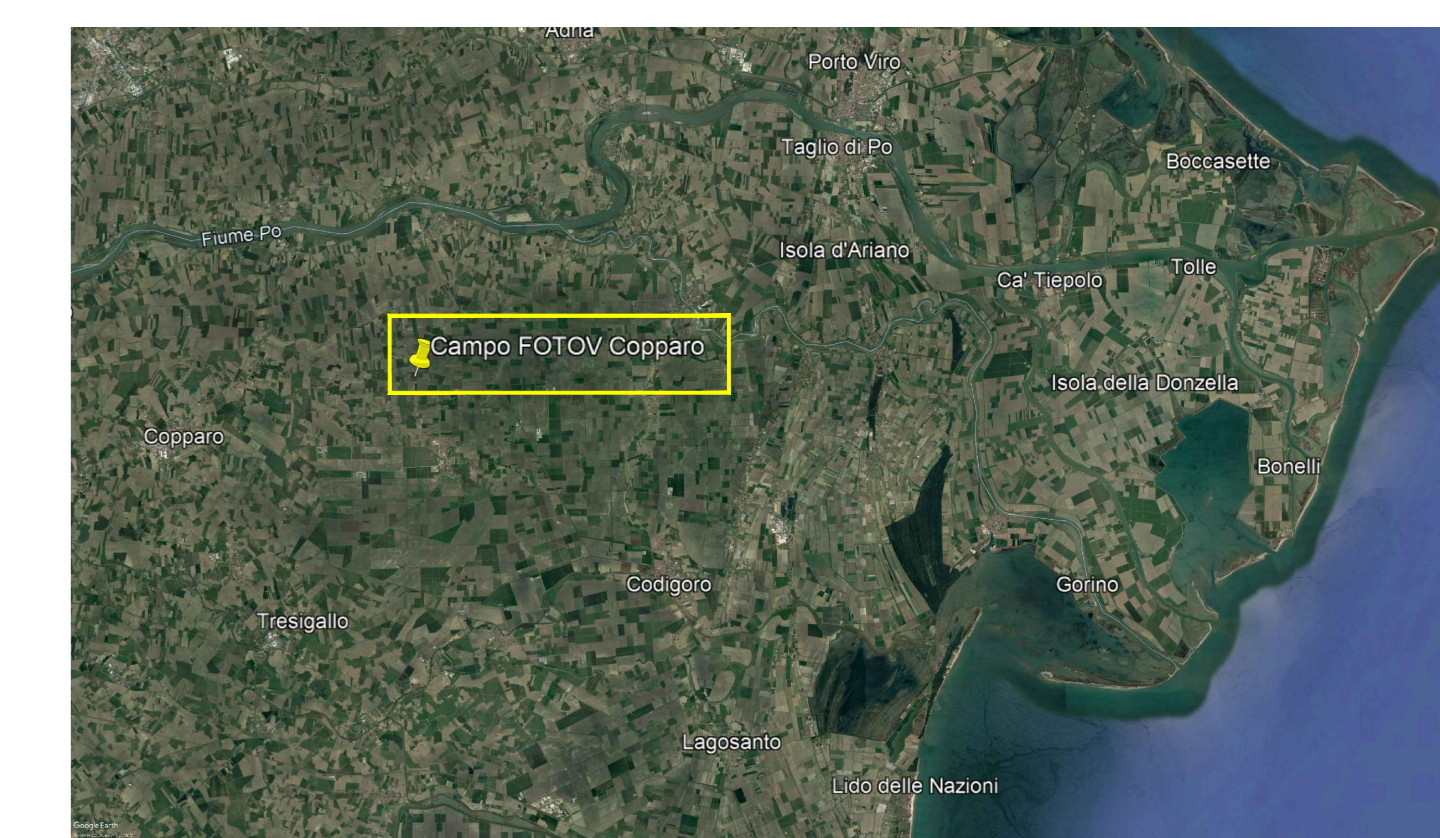 Adria
Porto Viro
Taglio di Po
Boccasette
Fiume Po
Isola d'Ariano
Tolle
Ca' Tiepolo
Campo FOTOV Copparo
Isola della Donzella
Copparo
Bonelli
Codigoro
Gorino
Tresigallo
Lagosanto
Lido delle Nazioni
Google Earth